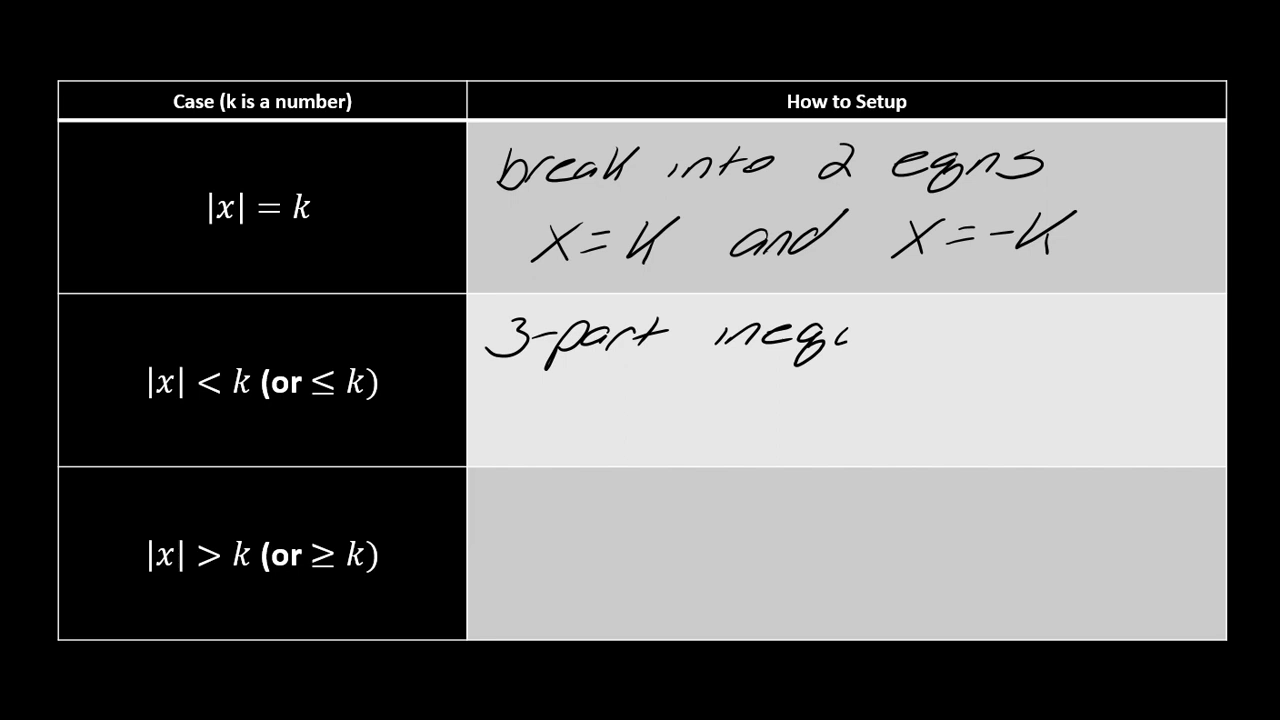 Case (k is a number)
How to Setup
|x| = k
break into 2 eqns
x = k and x = -k
|x| < k (or ≤ k)
3-part
|x| > k (or ≥ k)